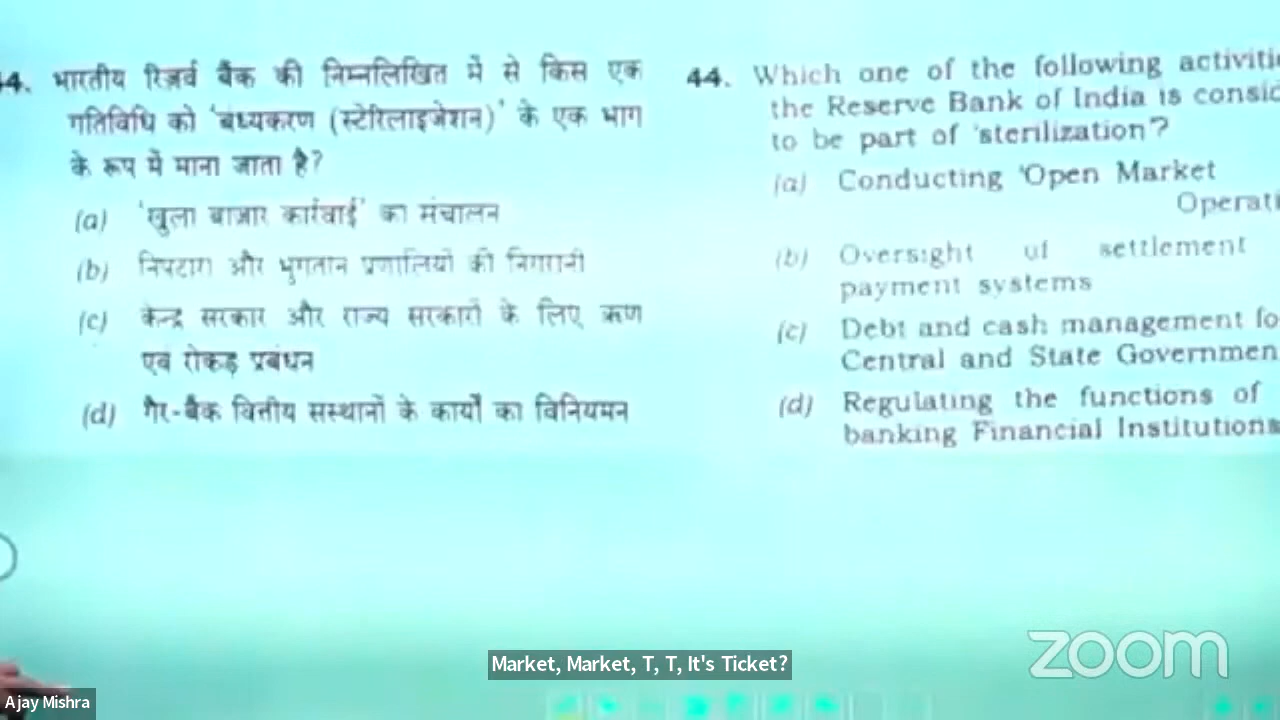 44. भारतीय रिज़र्व बैंक की निम्नलिखित में से किस एक
गतिविधि को 'बंध्यकरण (स्टेरिलाइजेशन)' के एक भाग
के रूप में माना जाता है?
(a) 'खुला बाजार कार्रवाई' का संचालन
(b) निपटारा और भुगतान प्रणालियों की निगरानी
(c) केन्द्र सरकार और राज्य सरकारों के लिए ऋण
एवं रोकड़ प्रबंधन
(d) गैर-बैंक वित्तीय संस्थानों के कार्यों का विनियमन
44. Which one of the following activiti
the Reserve Bank of India is consid
to be part of 'sterilization'?
(a) Conducting 'Open Market
Operati
(b) Oversight of settlement
payment systems
(c) Debt and cash management fo
Central and State Governmen
(d) Regulating the functions of
banking Financial Institutions
Market, Market, T, T, It's Ticket?
zoom
Ajay Mishra